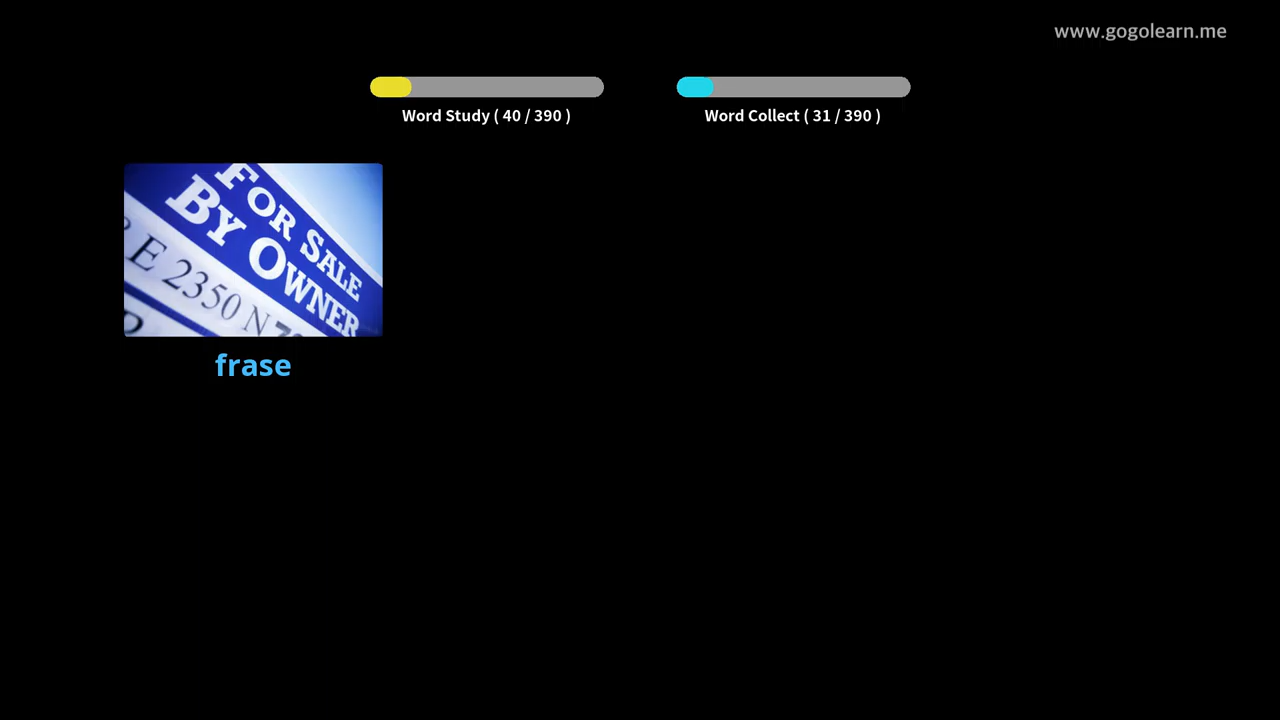 www.gogolearn.me
Word Study ( 40 / 390 )
Word Collect ( 31 / 390 )
FOR SALE
BY OWNER
E 2350 N
frase